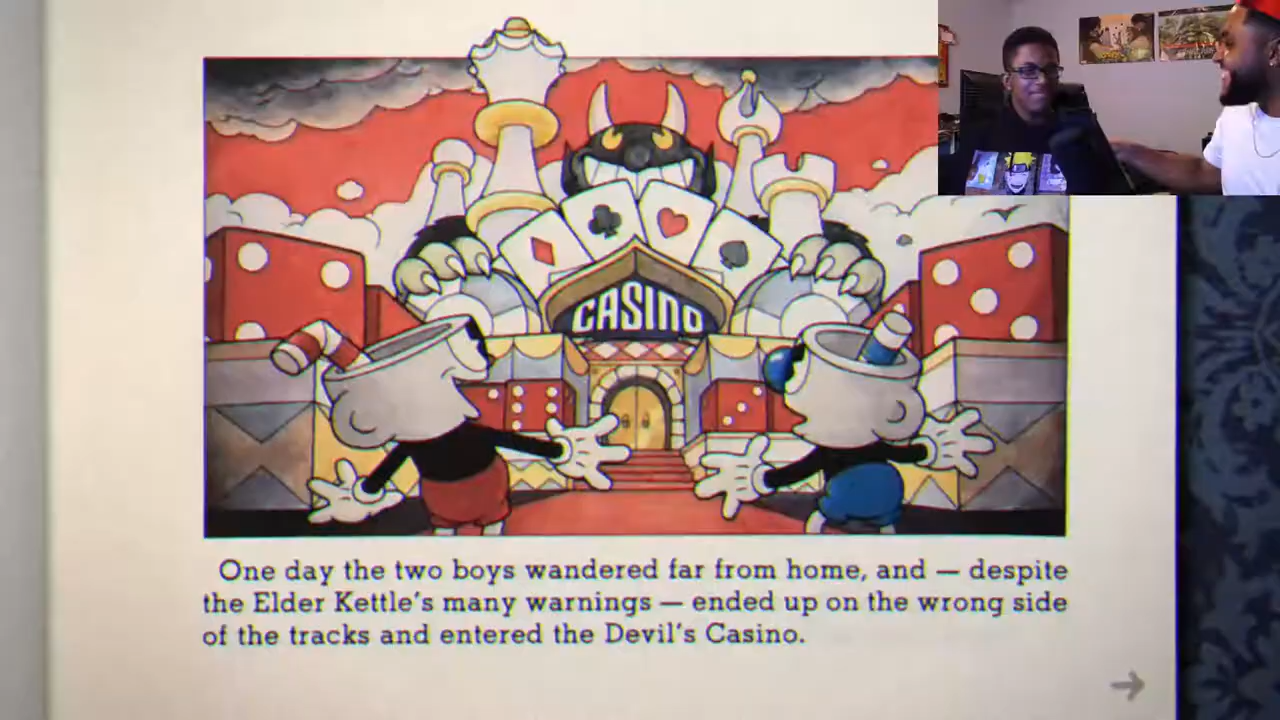 CASINO
One day the two boys wandered far from home, and — despite
the Elder Kettle's many warnings — ended up on the wrong side
of the tracks and entered the Devil's Casino.